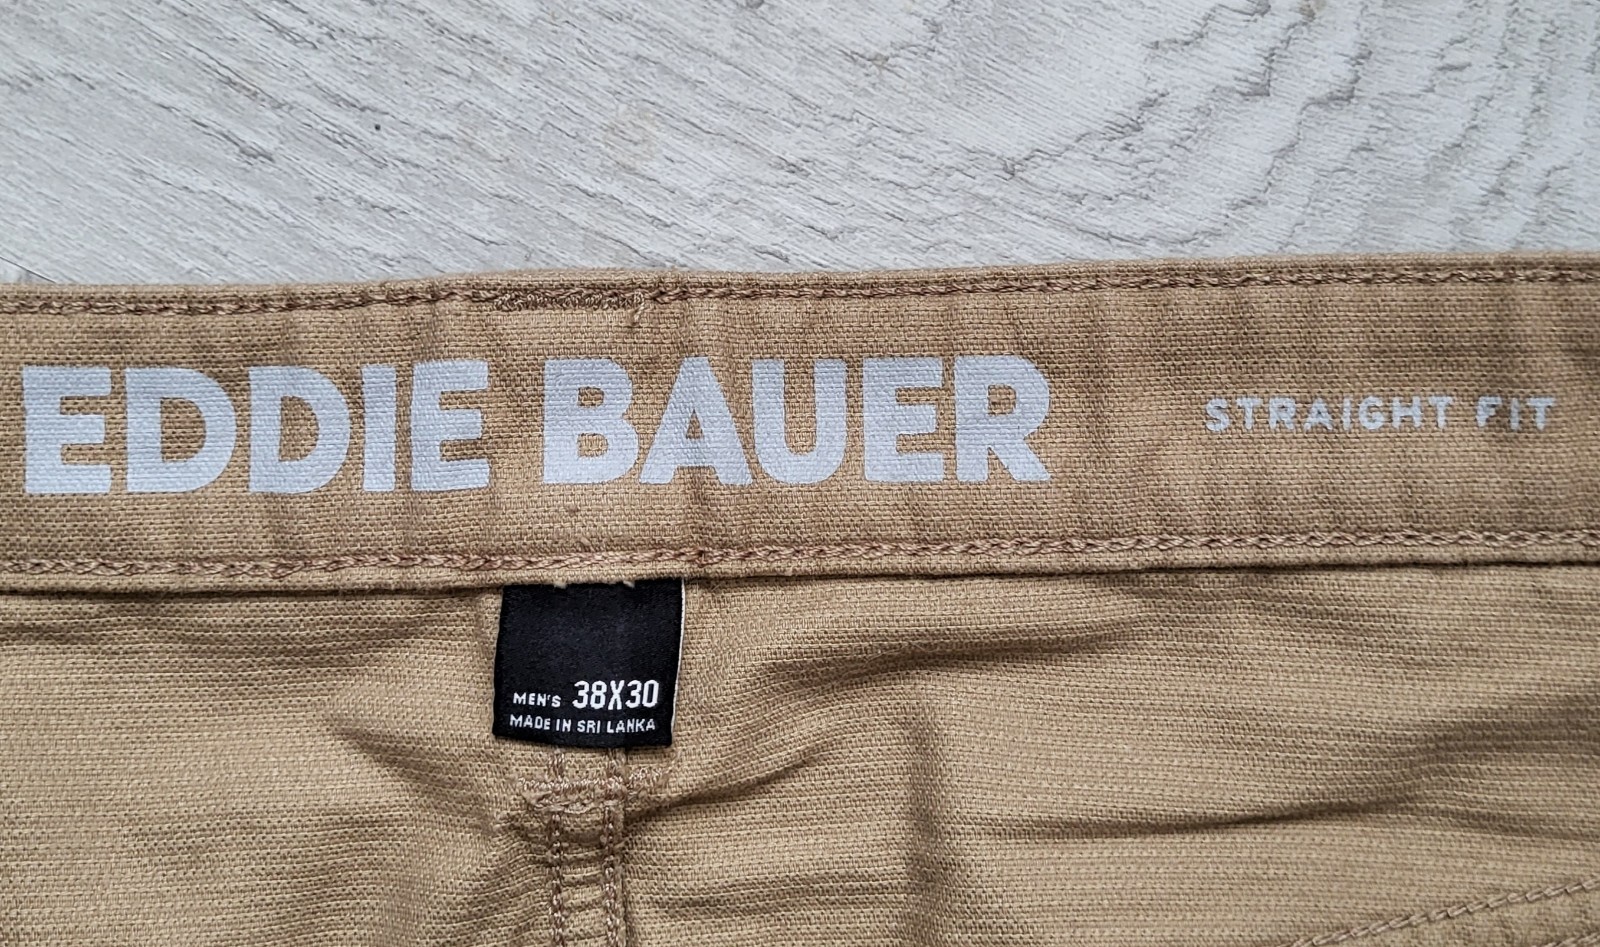 EDDIE BAUER STRAIGHT FIT
MEN'S 38X30
MADE IN SRI LANKA